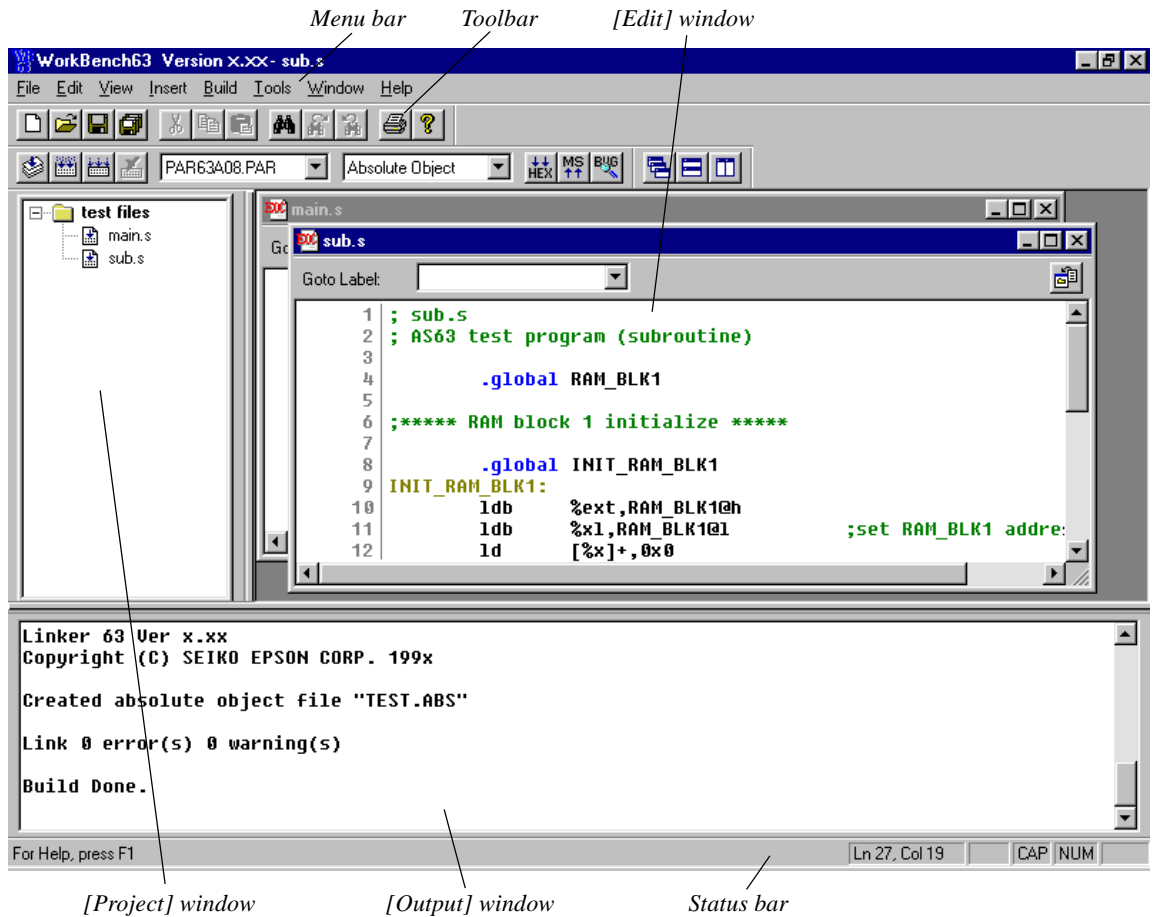 Menu bar Toolbar [Edit] window
WorkBench63 Version x.xx- sub.s
File Edit View Insert Build Tools Window Help
PAR63A08.PAR Absolute Object HEX MS BUG
test files
main.s
sub.s
main.s
Go
sub.s
Goto Label:
1 ; sub.s
2 ; AS63 test program (subroutine)
3
4 .global RAM_BLK1
5
6 ;***** RAM block 1 initialize *****
7
8 .global INIT_RAM_BLK1
9 INIT_RAM_BLK1:
10 ldb %ext,RAM_BLK1@h
11 ldb %xl,RAM_BLK1@l ;set RAM_BLK1 addre
12 ld [%x]+,0x0
Linker 63 Ver x.xx
Copyright (C) SEIKO EPSON CORP. 199x
Created absolute object file "TEST.ABS"
Link 0 error(s) 0 warning(s)
Build Done.
For Help, press F1 Ln 27, Col 19 CAP NUM
[Project] window [Output] window Status bar